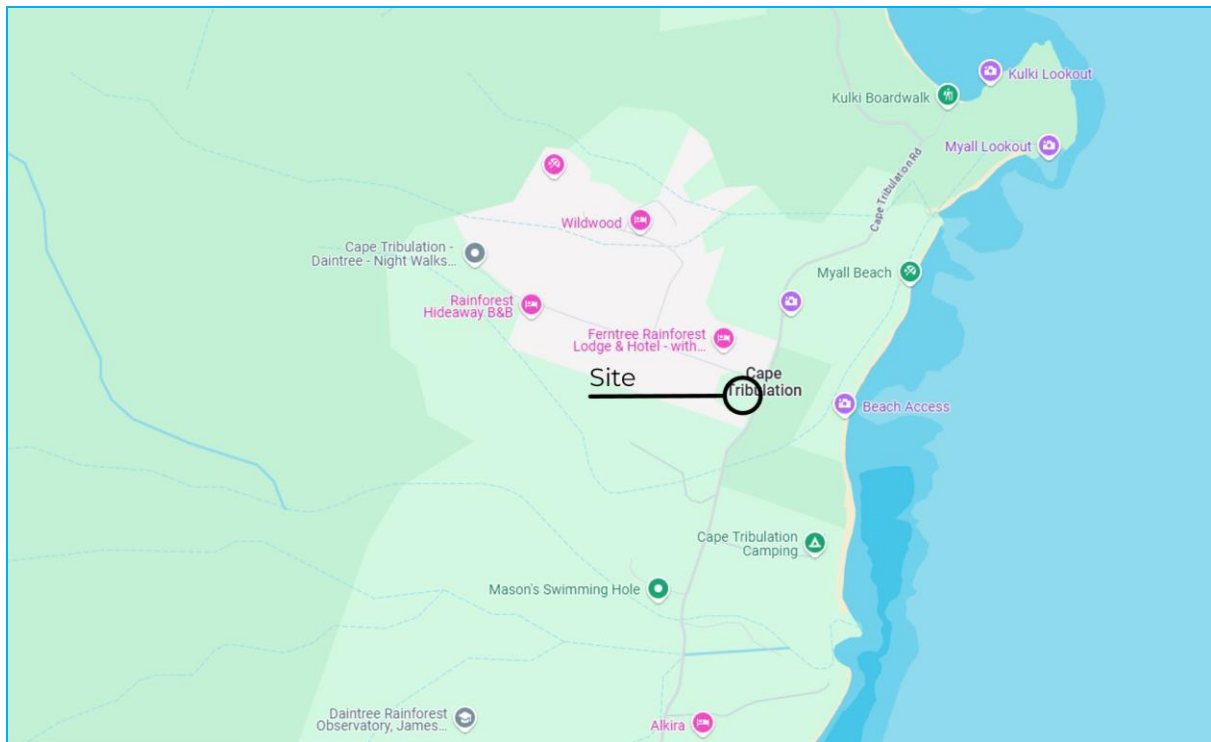 Kulki Lookout
Kulki Boardwalk
Myall Lookout
Cape Tribulation Rd
Wildwood
Cape Tribulation -
Daintree - Night Walks...
Myall Beach
Rainforest
Hideaway B&B
Ferntree Rainforest
Lodge & Hotel - with...
Site
Cape
Tribulation
Beach Access
Cape Tribulation
Camping
Mason's Swimming Hole
Daintree Rainforest
Observatory, James...
Alkira